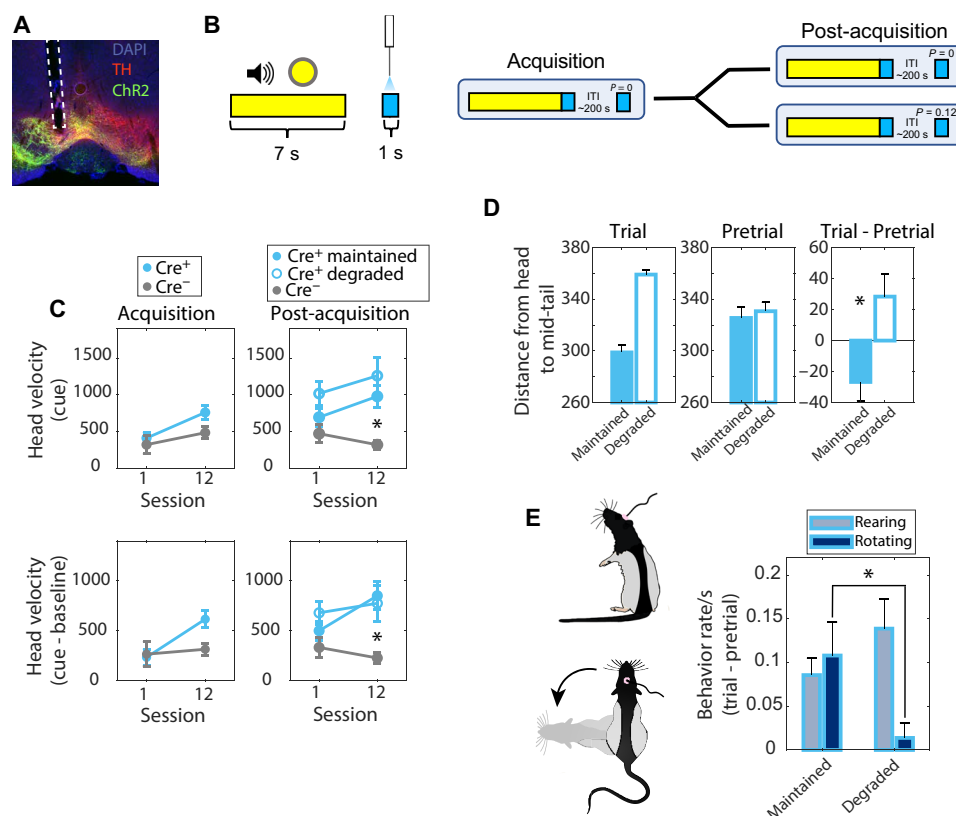 A
DAPI
TH
ChR2
B
7 s
1 s
Acquisition
P = 0
ITI
~200 s
Post-acquisition
P = 0
ITI
~200 s
P = 0.12
ITI
~200 s
C
Cre+
Cre−
Cre+ maintained
Cre+ degraded
Cre−
Acquisition
Post-acquisition
Head velocity
(cue)
1500
1000
500
0
1 12
Session
1500
1000
500
0
1 12
Session
Head velocity
(cue - baseline)
1000
500
0
1 12
Session
1000
500
0
1 12
Session
*
*
D
Trial
Pretrial
Trial - Pretrial
Distance from head
to mid-tail
380
340
300
260
Maintained
Degraded
380
340
300
260
Mainttained
Degraded
60
40
20
0
−20
−40
*
Maintained
Degraded
E
Rearing
Rotating
Behavior rate/s
(trial - pretrial)
0.2
0.15
0.1
0.05
0
*
Maintained
Degraded